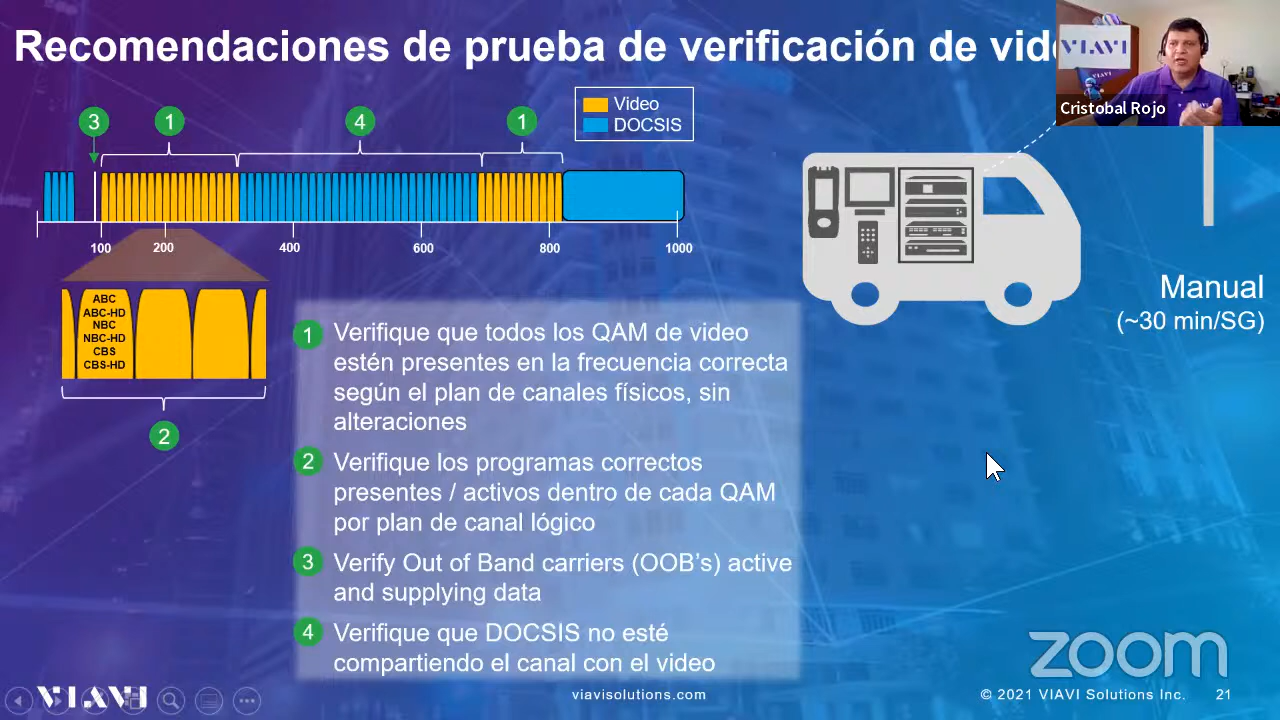 Recomendaciones de prueba de verificación de vide
VIAVI
VIAVI
Cristobal Rojo
Video
DOCSIS
3
1
4
1
100
200
400
600
800
1000
ABC
ABC-HD
NBC
NBC-HD
CBS
CBS-HD
2
Manual
(~30 min/SG)
1 Verifique que todos los QAM de video
estén presentes en la frecuencia correcta
según el plan de canales físicos, sin
alteraciones
2 Verifique los programas correctos
presentes / activos dentro de cada QAM
por plan de canal lógico
3 Verify Out of Band carriers (OOB's) active
and supplying data
4 Verifique que DOCSIS no esté
compartiendo el canal con el video
zoom
VIAVI
viavisolutions.com
© 2021 VIAVI Solutions Inc.
21